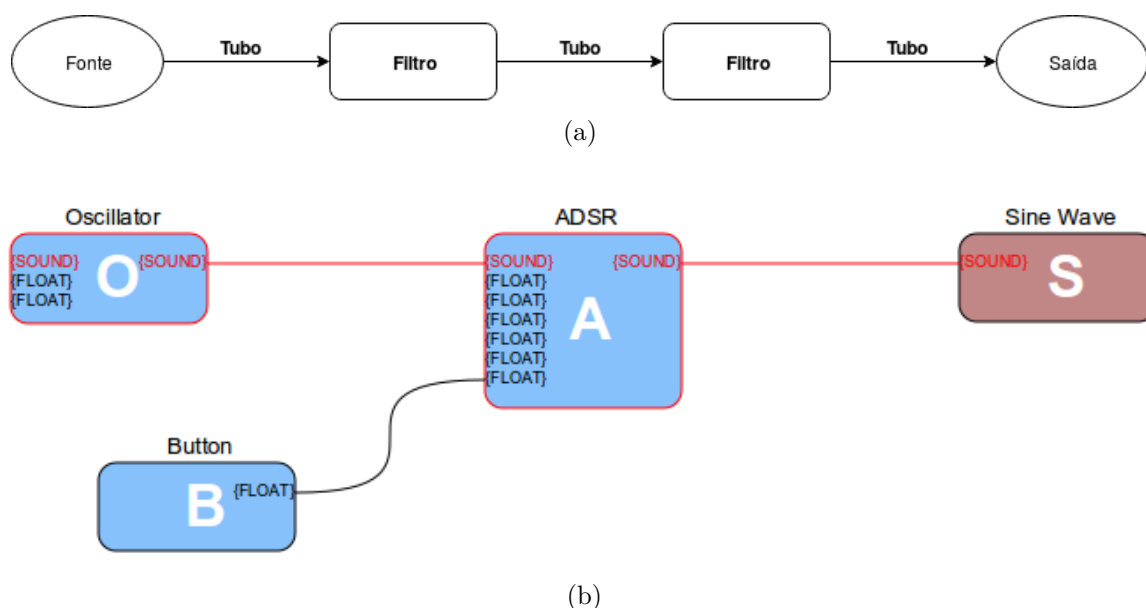 Fonte
Tubo
Filtro
Tubo
Filtro
Tubo
Saída
(a)
Oscillator
{SOUND}
{FLOAT}
{FLOAT}
O
{SOUND}
ADSR
{SOUND}
{FLOAT}
{FLOAT}
{FLOAT}
{FLOAT}
{FLOAT}
{FLOAT}
A
{SOUND}
Sine Wave
{SOUND}
S
Button
B
{FLOAT}
(b)